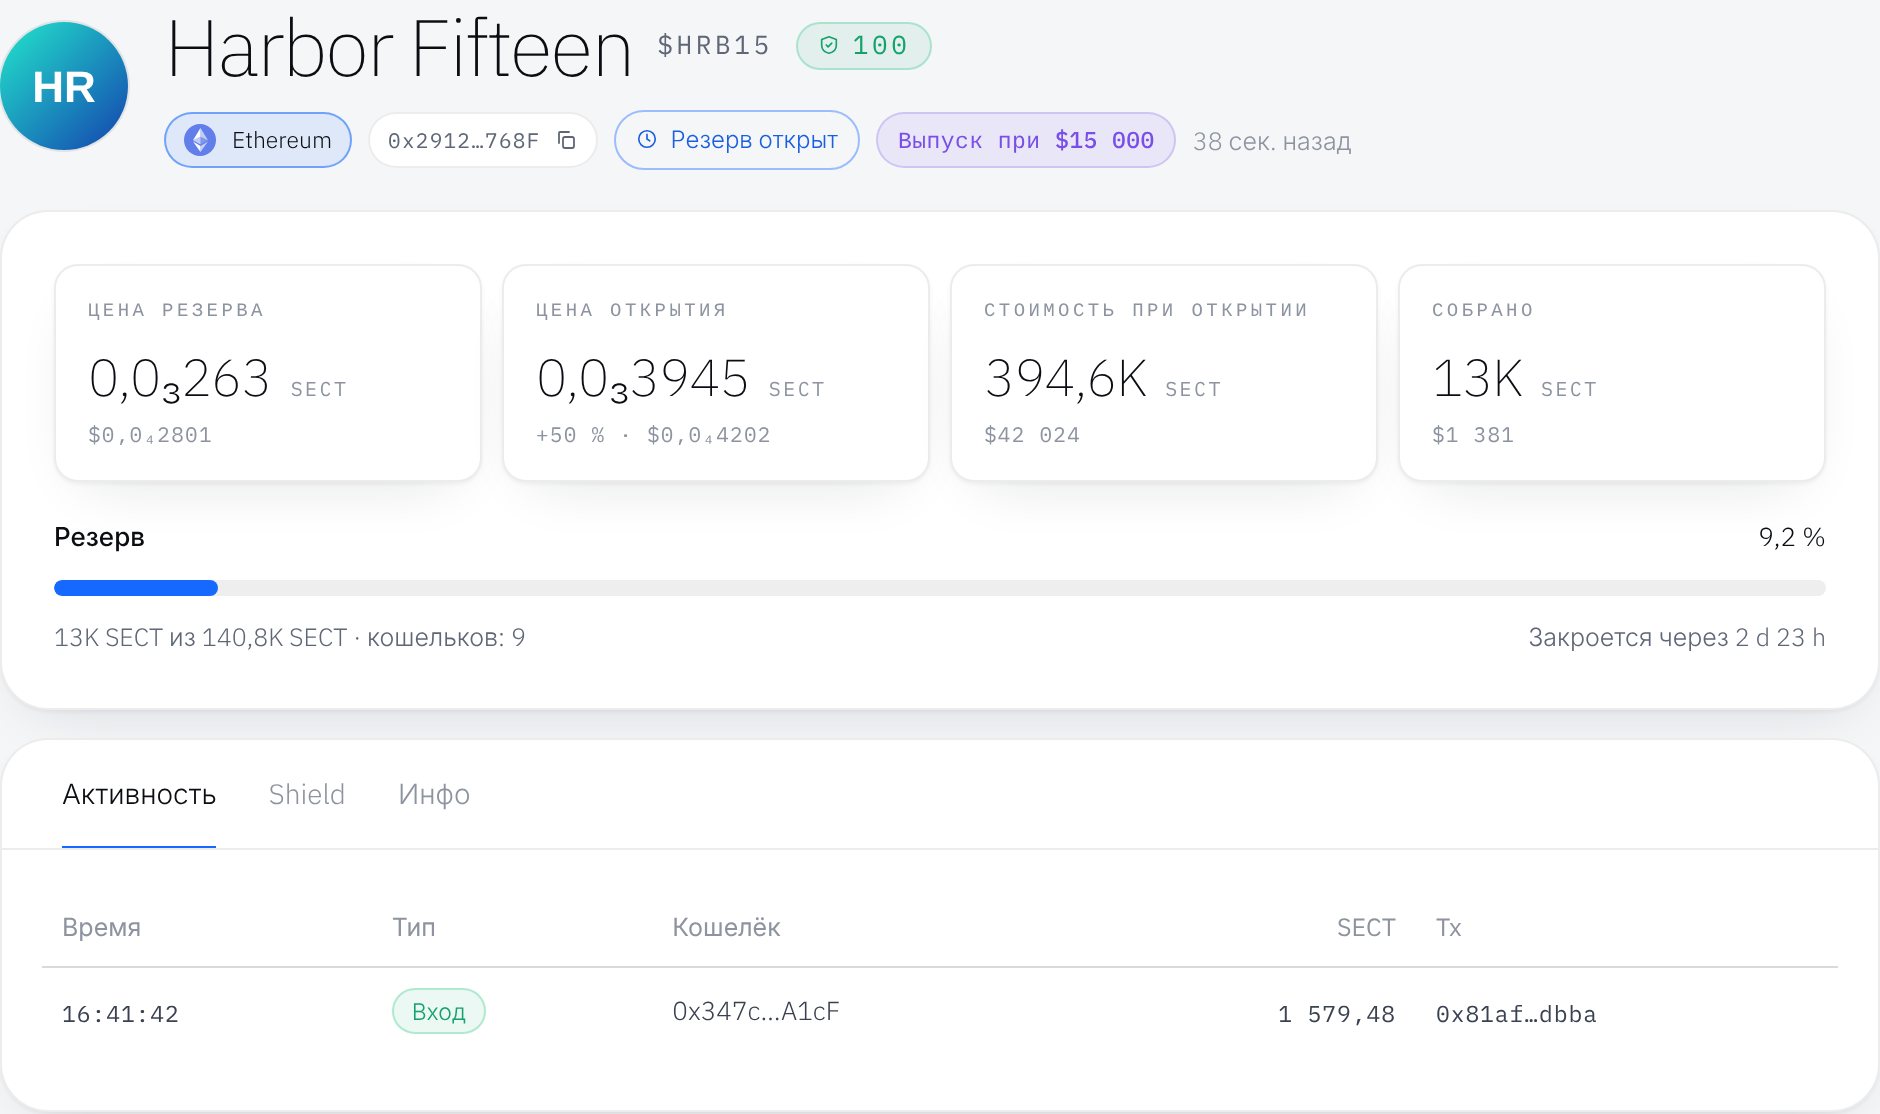 HR
Harbor Fifteen $HRB15 100
Ethereum 0x2912…768F Резерв открыт Выпуск при $15 000 38 сек. назад
ЦЕНА РЕЗЕРВА
0,0₃263 SECT
$0,0₄2801
ЦЕНА ОТКРЫТИЯ
0,0₃3945 SECT
+50 % · $0,0₄4202
СТОИМОСТЬ ПРИ ОТКРЫТИИ
394,6K SECT
$42 024
СОБРАНО
13K SECT
$1 381
Резерв 9,2 %
13K SECT из 140,8K SECT · кошельков: 9 Закроется через 2 d 23 h
Активность Shield Инфо
Время Тип Кошелёк SECT Tx
16:41:42 Вход 0x347c...A1cF 1 579,48 0x81af…dbba